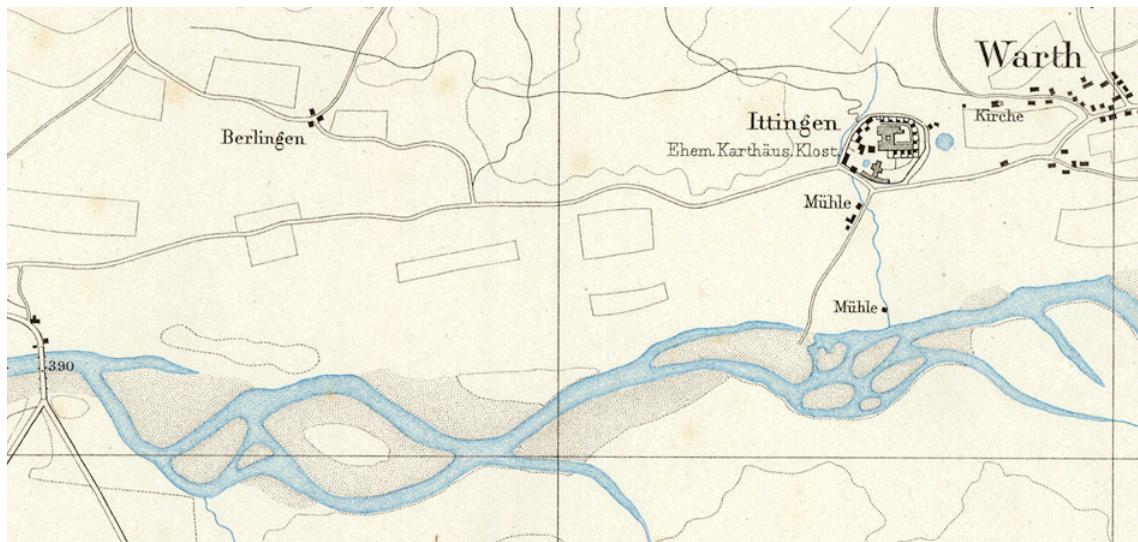 Warth
Kirche
Ittingen
Ehem. Karthäus. Klost.
Berlingen
Mühle
Mühle
390